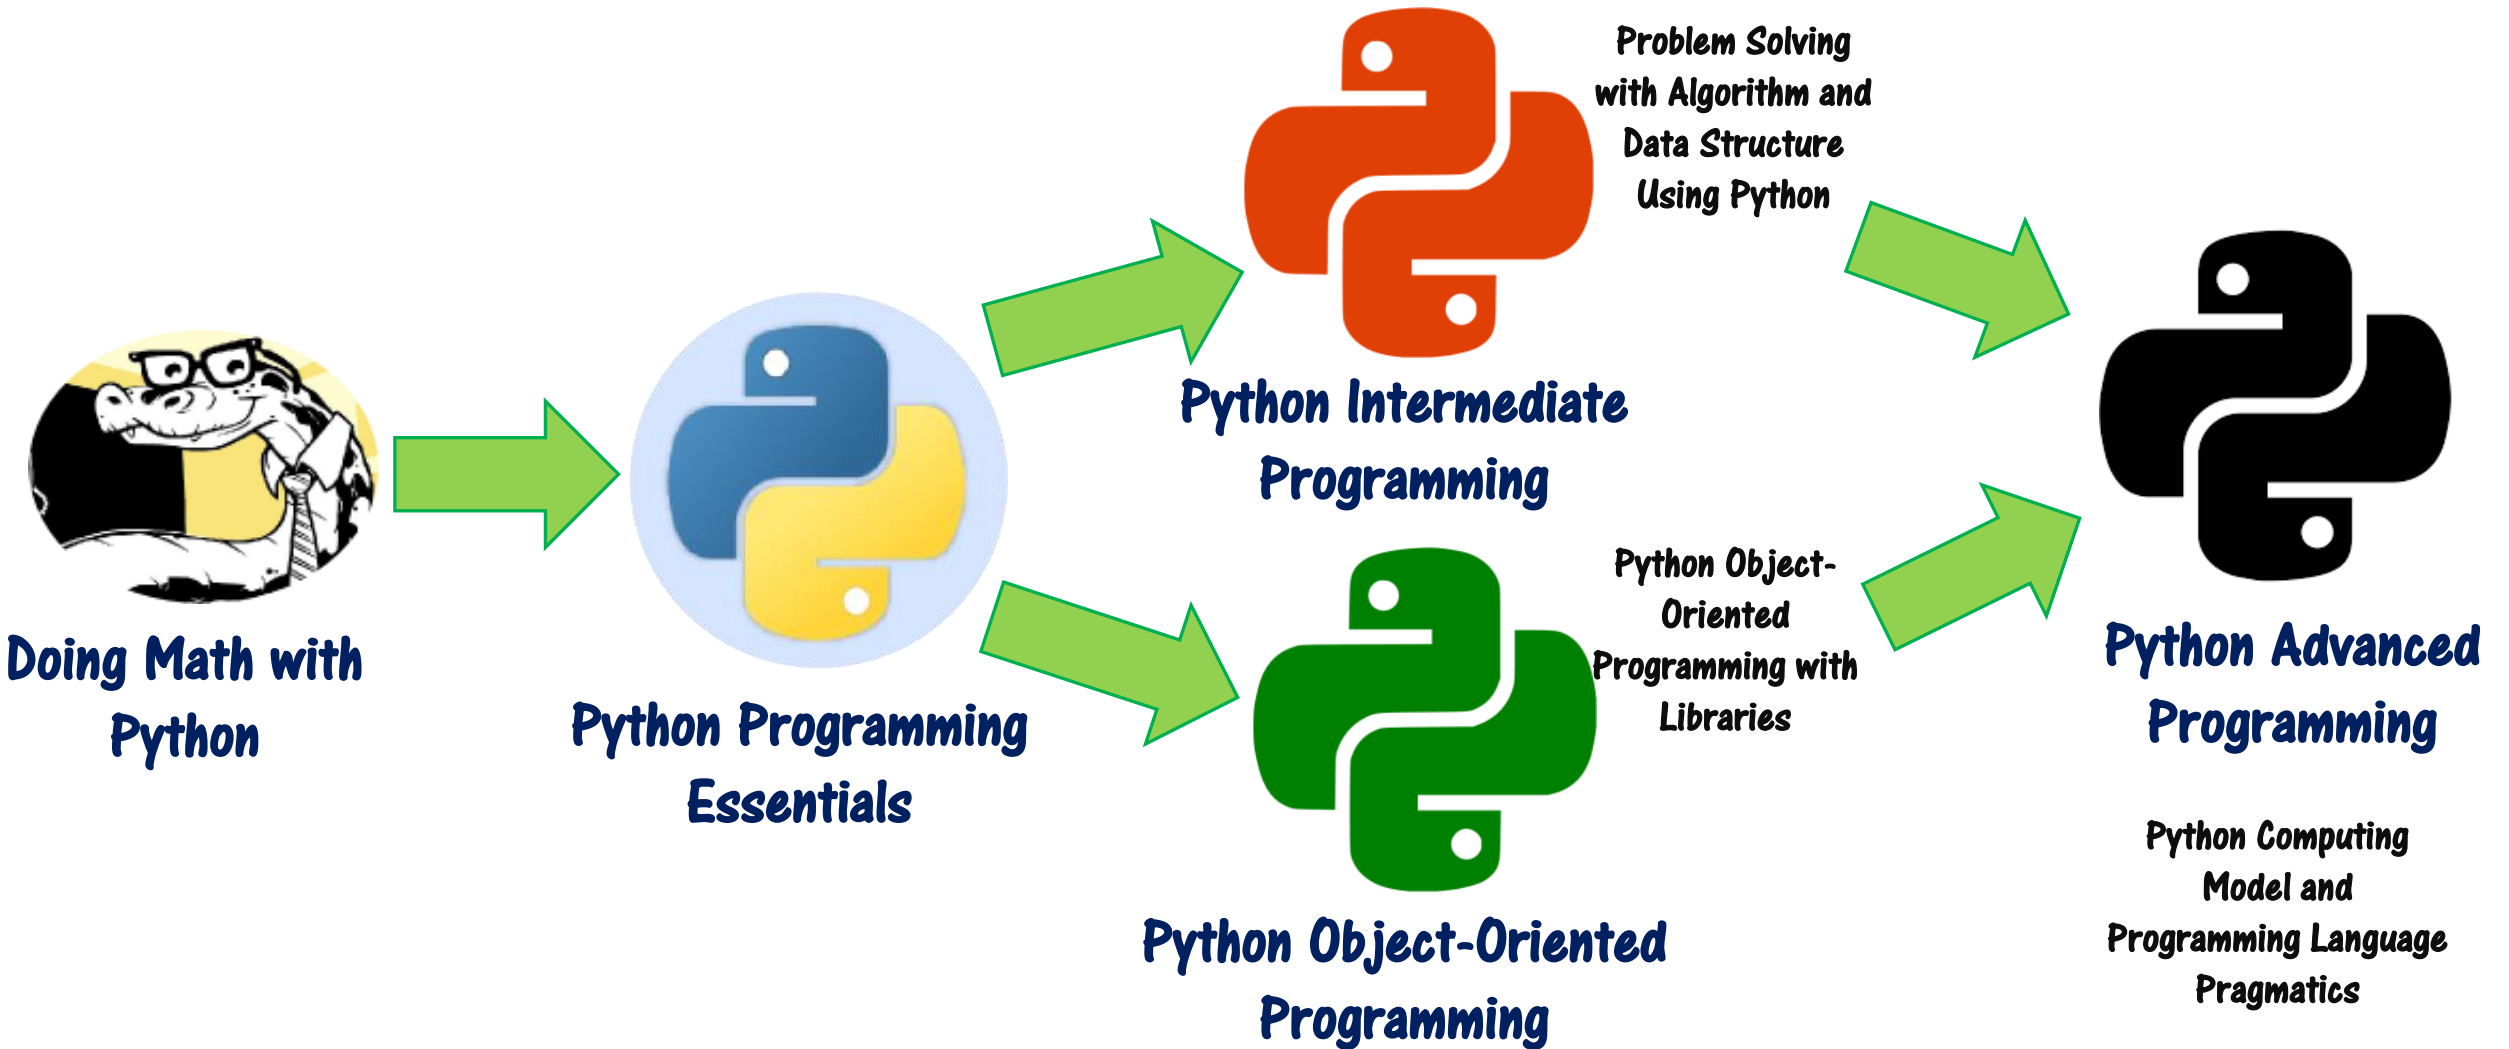 Doing Math with
Python
Python Programming
Essentials
Problem Solving
with Algorithm and
Data Structure
Using Python
Python Intermediate
Programming
Python Object-
Oriented
Programming with
Libraries
Python Object-Oriented
Programming
Python Advanced
Programming
Python Computing
Model and
Programming Language
Pragmatics